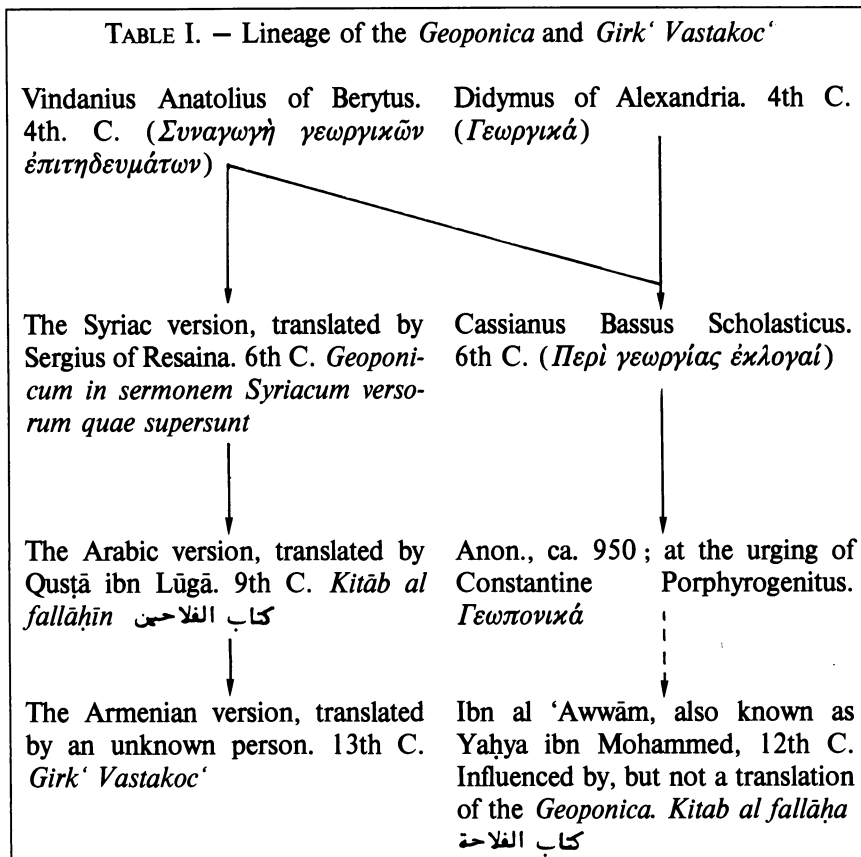 TABLE I. – Lineage of the Geoponica and Girk‘ Vastakoc‘
Vindanius Anatolius of Berytus.
4th. C. (Συναγωγὴ γεωργικῶν
ἐπιτηδευμάτων)
Didymus of Alexandria. 4th C.
(Γεωργικά)
The Syriac version, translated by
Sergius of Resaina. 6th C. Geoponi-
cum in sermonem Syriacum verso-
rum quae supersunt
Cassianus Bassus Scholasticus.
6th C. (Περὶ γεωργίας ἐκλογαί)
The Arabic version, translated by
Qusṭā ibn Lūgā. 9th C. Kitāb al
fallāḥīn كتاب الفلاحين
Anon., ca. 950 ; at the urging of
Constantine Porphyrogenitus.
Γεωπονικά
The Armenian version, translated
by an unknown person. 13th C.
Girk‘ Vastakoc‘
Ibn al ‘Awwām, also known as
Yaḥya ibn Mohammed, 12th C.
Influenced by, but not a translation
of the Geoponica. Kitab al fallāḥa
كتاب الفلاحة